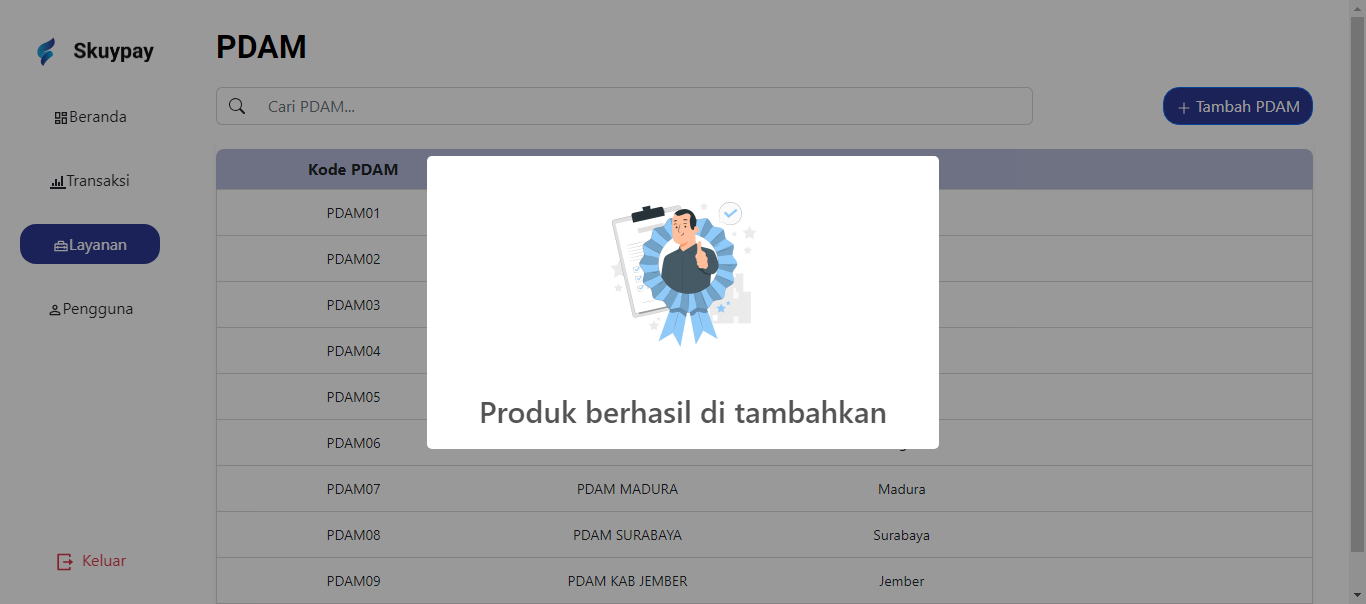 Skuypay
PDAM
Cari PDAM...
+ Tambah PDAM
Beranda
Transaksi
Layanan
Pengguna
Keluar
Kode PDAM
PDAM01
PDAM02
PDAM03
PDAM04
PDAM05
PDAM06
PDAM07 PDAM MADURA Madura
PDAM08 PDAM SURABAYA Surabaya
PDAM09 PDAM KAB JEMBER Jember
Produk berhasil di tambahkan